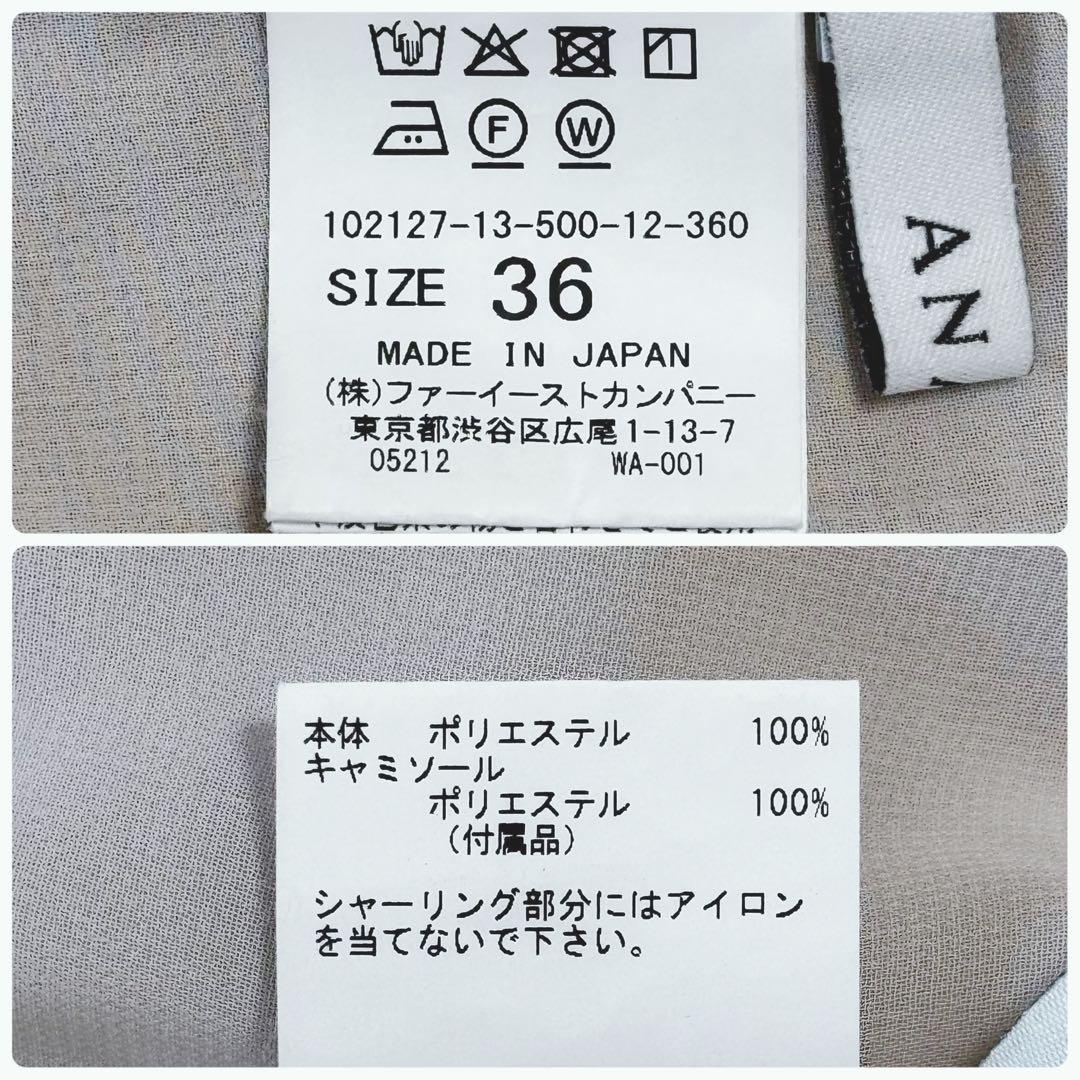 F W
102127-13-500-12-360
SIZE 36
MADE IN JAPAN
(株)ファーイーストカンパニー
東京都渋谷区広尾1-13-7
05212 WA-001
AN
本体 ポリエステル 100%
キャミソール
ポリエステル 100%
(付属品)
シャーリング部分にはアイロン
を当てないで下さい。